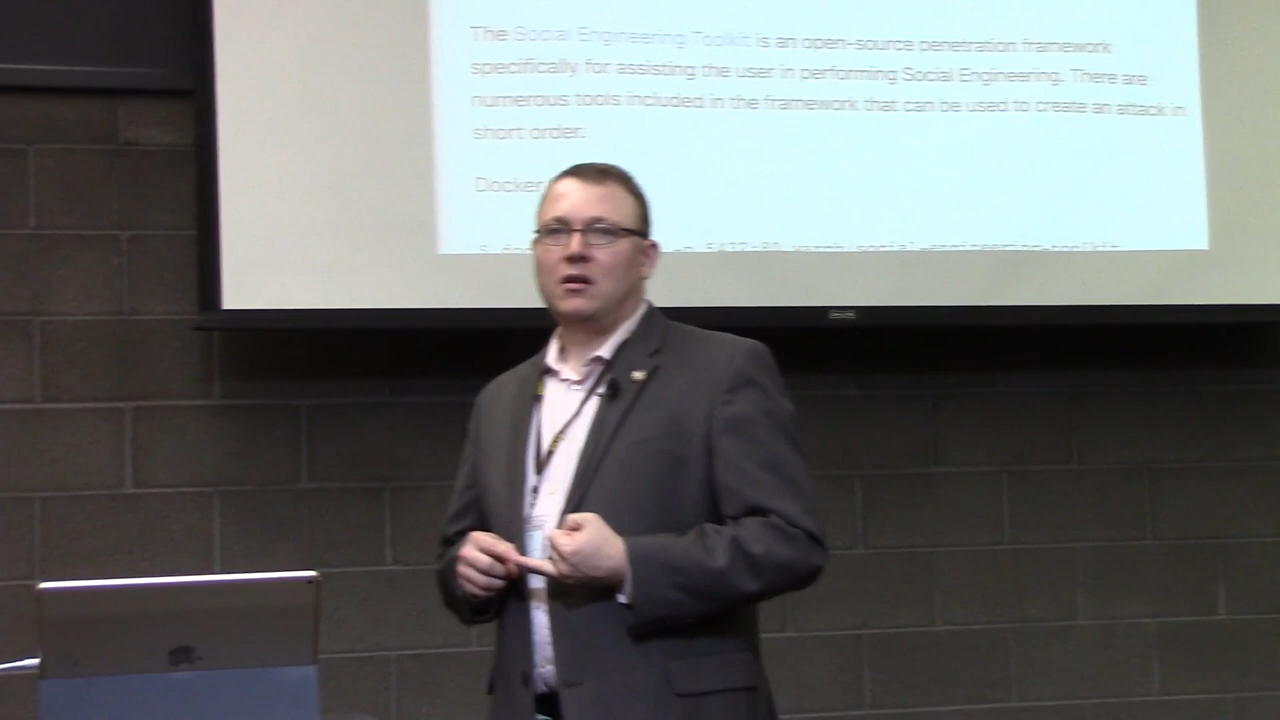 The Social Engineering Toolkit is an open-source penetration framework
specifically for assisting the user in performing Social Engineering. There are
numerous tools included in the framework that can be used to create an attack in
short order.
Docker